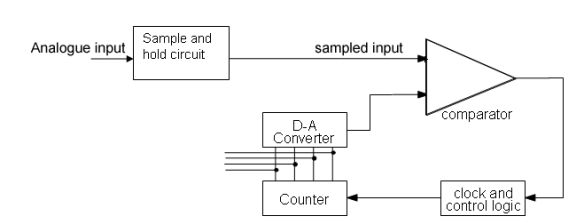 Analogue input
Sample and
hold circuit
sampled input
comparator
D-A
Converter
Counter
clock and
control logic